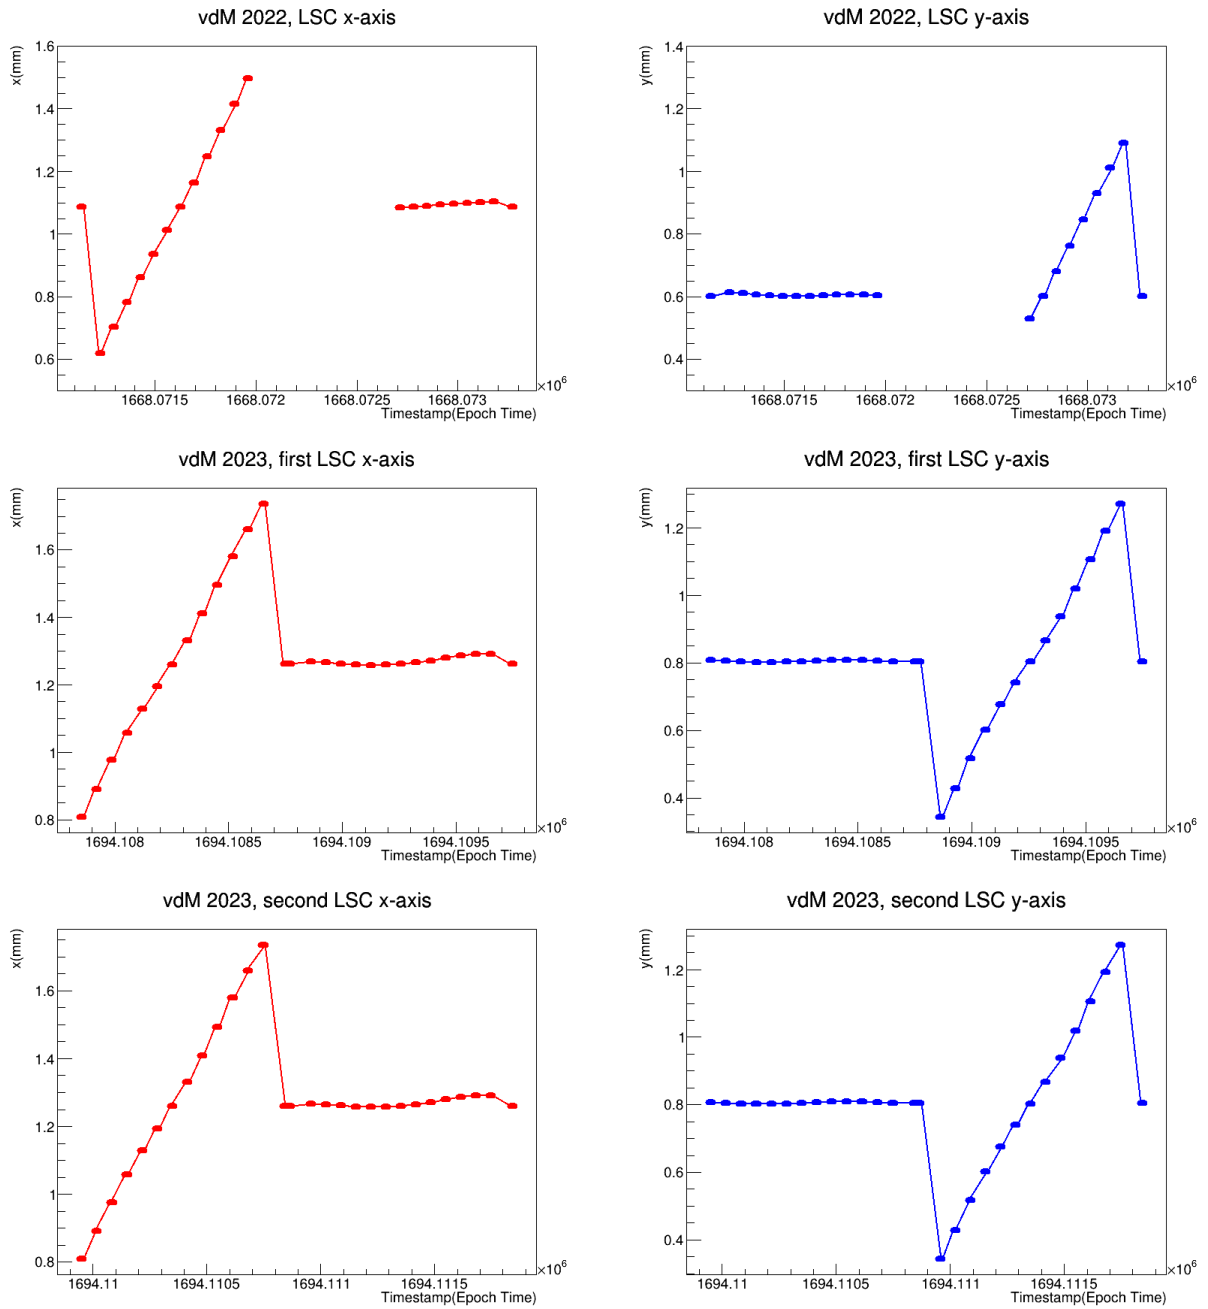 vdM 2022, LSC x-axis
x(mm)
1.6
1.4
1.2
1
0.8
0.6
1668.0715 1668.072 1668.0725 1668.073
×10⁶
Timestamp(Epoch Time)
vdM 2022, LSC y-axis
y(mm)
1.4
1.2
1
0.8
0.6
0.4
1668.0715 1668.072 1668.0725 1668.073
×10⁶
Timestamp(Epoch Time)
vdM 2023, first LSC x-axis
x(mm)
1.6
1.4
1.2
1
0.8
1694.108 1694.1085 1694.109 1694.1095
×10⁶
Timestamp(Epoch Time)
vdM 2023, first LSC y-axis
y(mm)
1.2
1
0.8
0.6
0.4
1694.108 1694.1085 1694.109 1694.1095
×10⁶
Timestamp(Epoch Time)
vdM 2023, second LSC x-axis
x(mm)
1.6
1.4
1.2
1
0.8
1694.11 1694.1105 1694.111 1694.1115
×10⁶
Timestamp(Epoch Time)
vdM 2023, second LSC y-axis
y(mm)
1.2
1
0.8
0.6
0.4
1694.11 1694.1105 1694.111 1694.1115
×10⁶
Timestamp(Epoch Time)